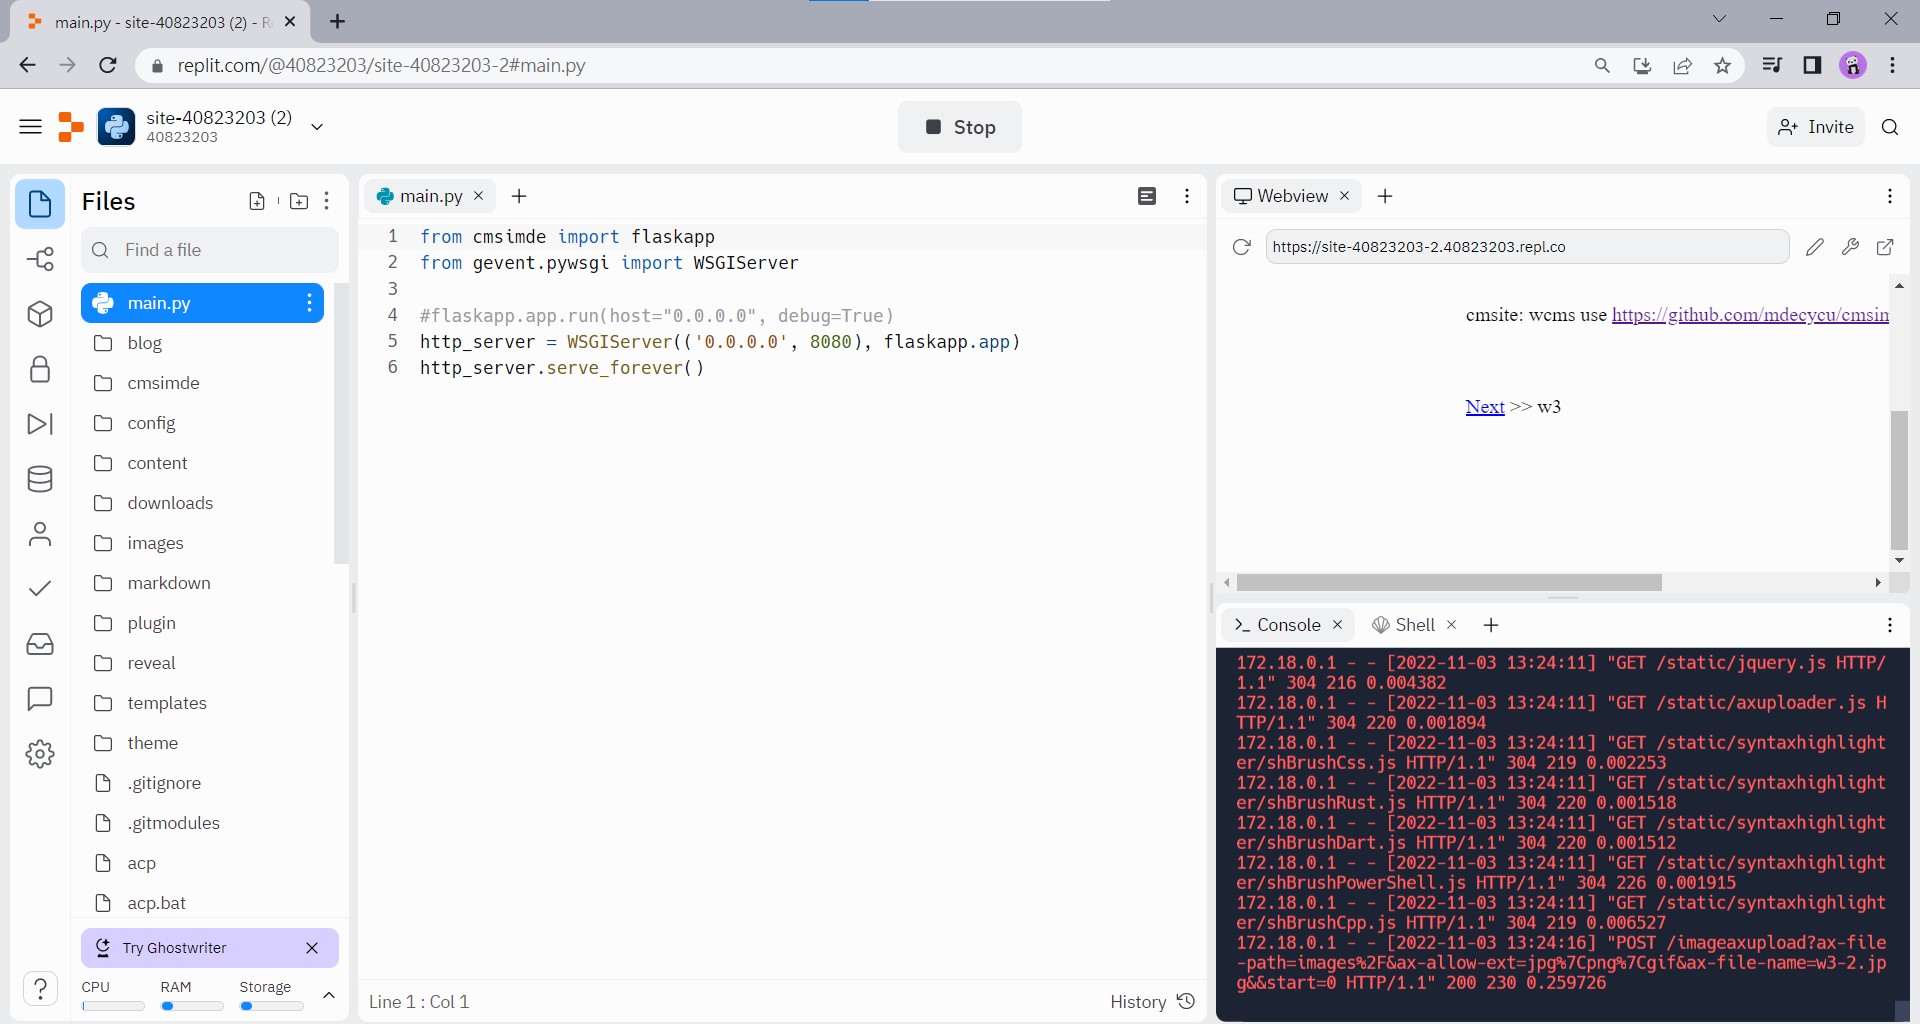 main.py - site-40823203 (2) - R
replit.com/@40823203/site-40823203-2#main.py
site-40823203 (2)
40823203
Stop
Invite
Files
Find a file
main.py
blog
cmsimde
config
content
downloads
images
markdown
plugin
reveal
templates
theme
.gitignore
.gitmodules
acp
acp.bat
Try Ghostwriter
CPU
RAM
Storage
main.py
1 from cmsimde import flaskapp
2 from gevent.pywsgi import WSGIServer
3
4 #flaskapp.app.run(host="0.0.0.0", debug=True)
5 http_server = WSGIServer(('0.0.0.0', 8080), flaskapp.app)
6 http_server.serve_forever()
Line 1 : Col 1
History
Webview
https://site-40823203-2.40823203.repl.co
cmsite: wcms use https://github.com/mdecycu/cmsim
Next >> w3
Console
Shell
172.18.0.1 - - [2022-11-03 13:24:11] "GET /static/jquery.js HTTP/
1.1" 304 216 0.004382
172.18.0.1 - - [2022-11-03 13:24:11] "GET /static/axuploader.js H
TTP/1.1" 304 220 0.001894
172.18.0.1 - - [2022-11-03 13:24:11] "GET /static/syntaxhighlight
er/shBrushCss.js HTTP/1.1" 304 219 0.002253
172.18.0.1 - - [2022-11-03 13:24:11] "GET /static/syntaxhighlight
er/shBrushRust.js HTTP/1.1" 304 220 0.001518
172.18.0.1 - - [2022-11-03 13:24:11] "GET /static/syntaxhighlight
er/shBrushDart.js HTTP/1.1" 304 220 0.001512
172.18.0.1 - - [2022-11-03 13:24:11] "GET /static/syntaxhighlight
er/shBrushPowerShell.js HTTP/1.1" 304 226 0.001915
172.18.0.1 - - [2022-11-03 13:24:11] "GET /static/syntaxhighlight
er/shBrushCpp.js HTTP/1.1" 304 219 0.006527
172.18.0.1 - - [2022-11-03 13:24:16] "POST /imageaxupload?ax-file
-path=images%2F&ax-allow-ext=jpg%7Cpng%7Cgif&ax-file-name=w3-2.jp
g&&start=0 HTTP/1.1" 200 230 0.259726